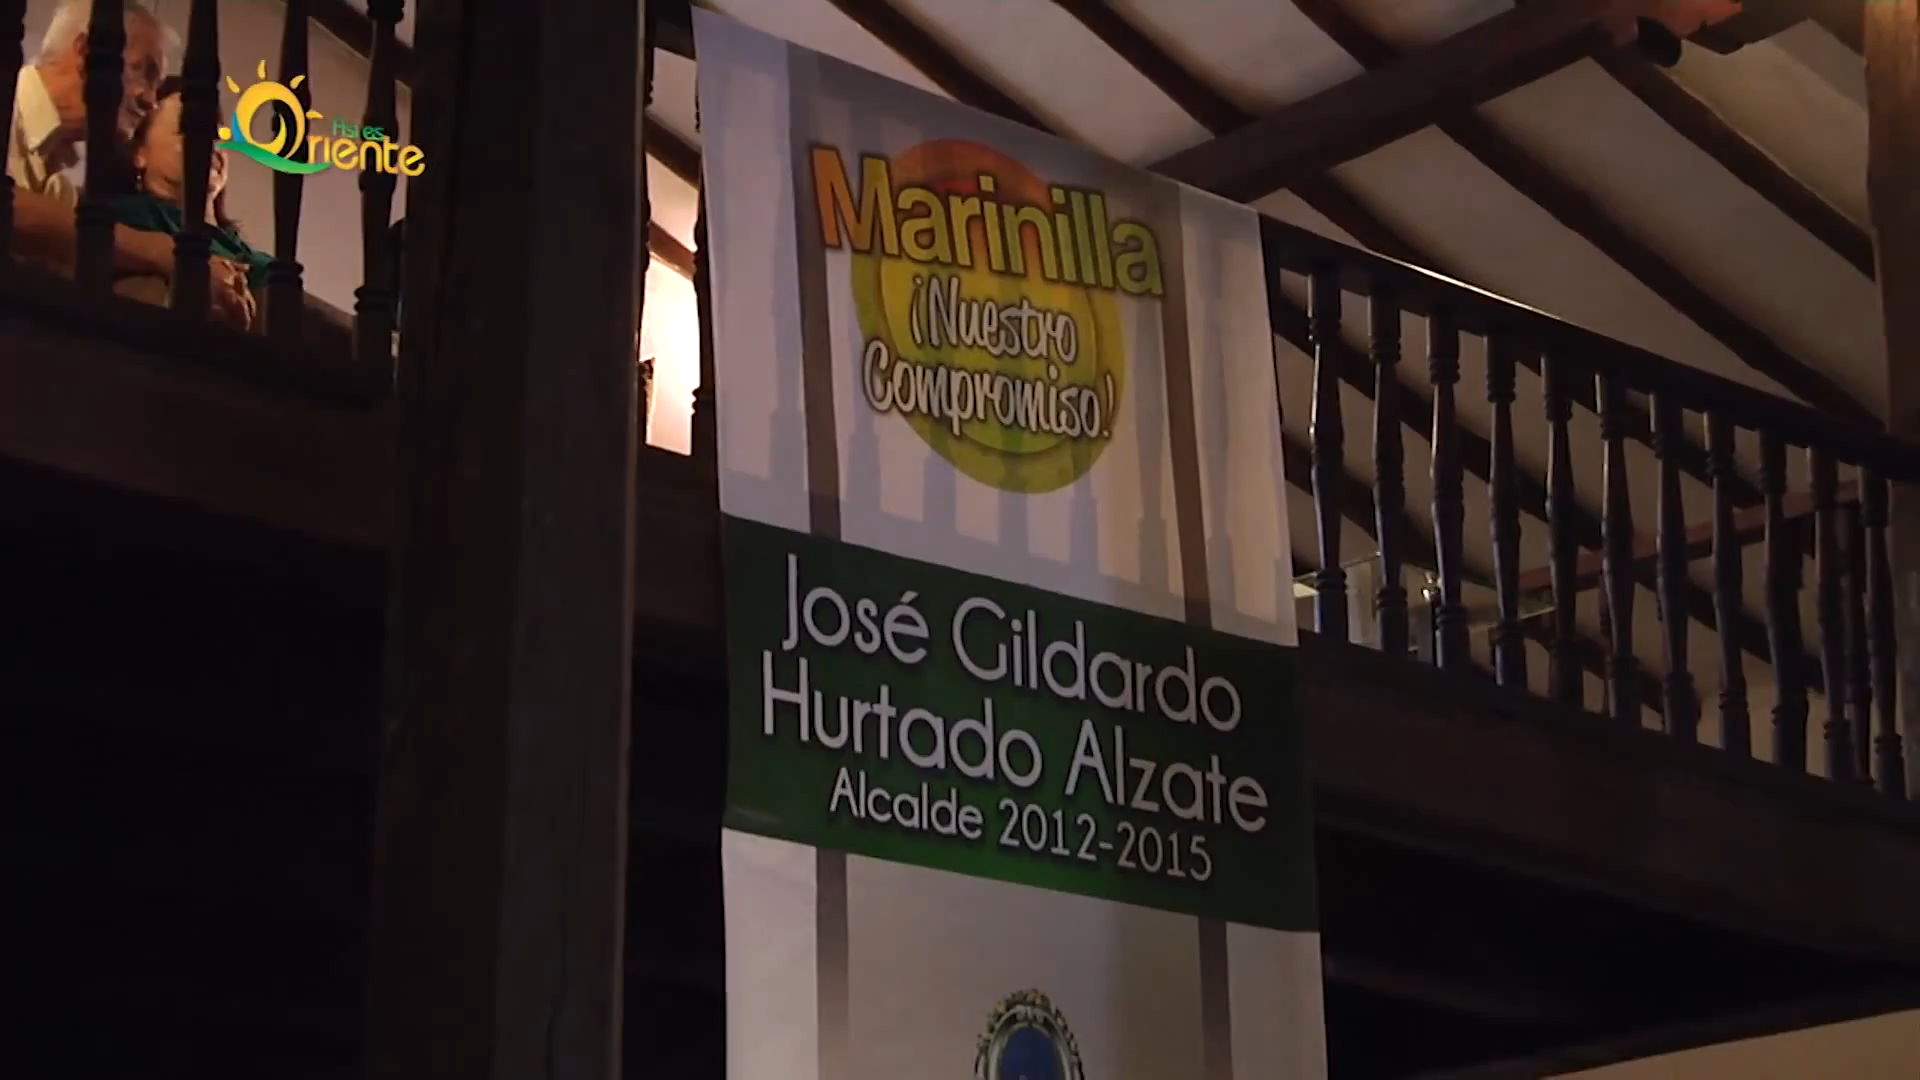 Así es
Oriente
Marinilla
¡Nuestro
Compromiso!
José Gildardo
Hurtado Alzate
Alcalde 2012-2015